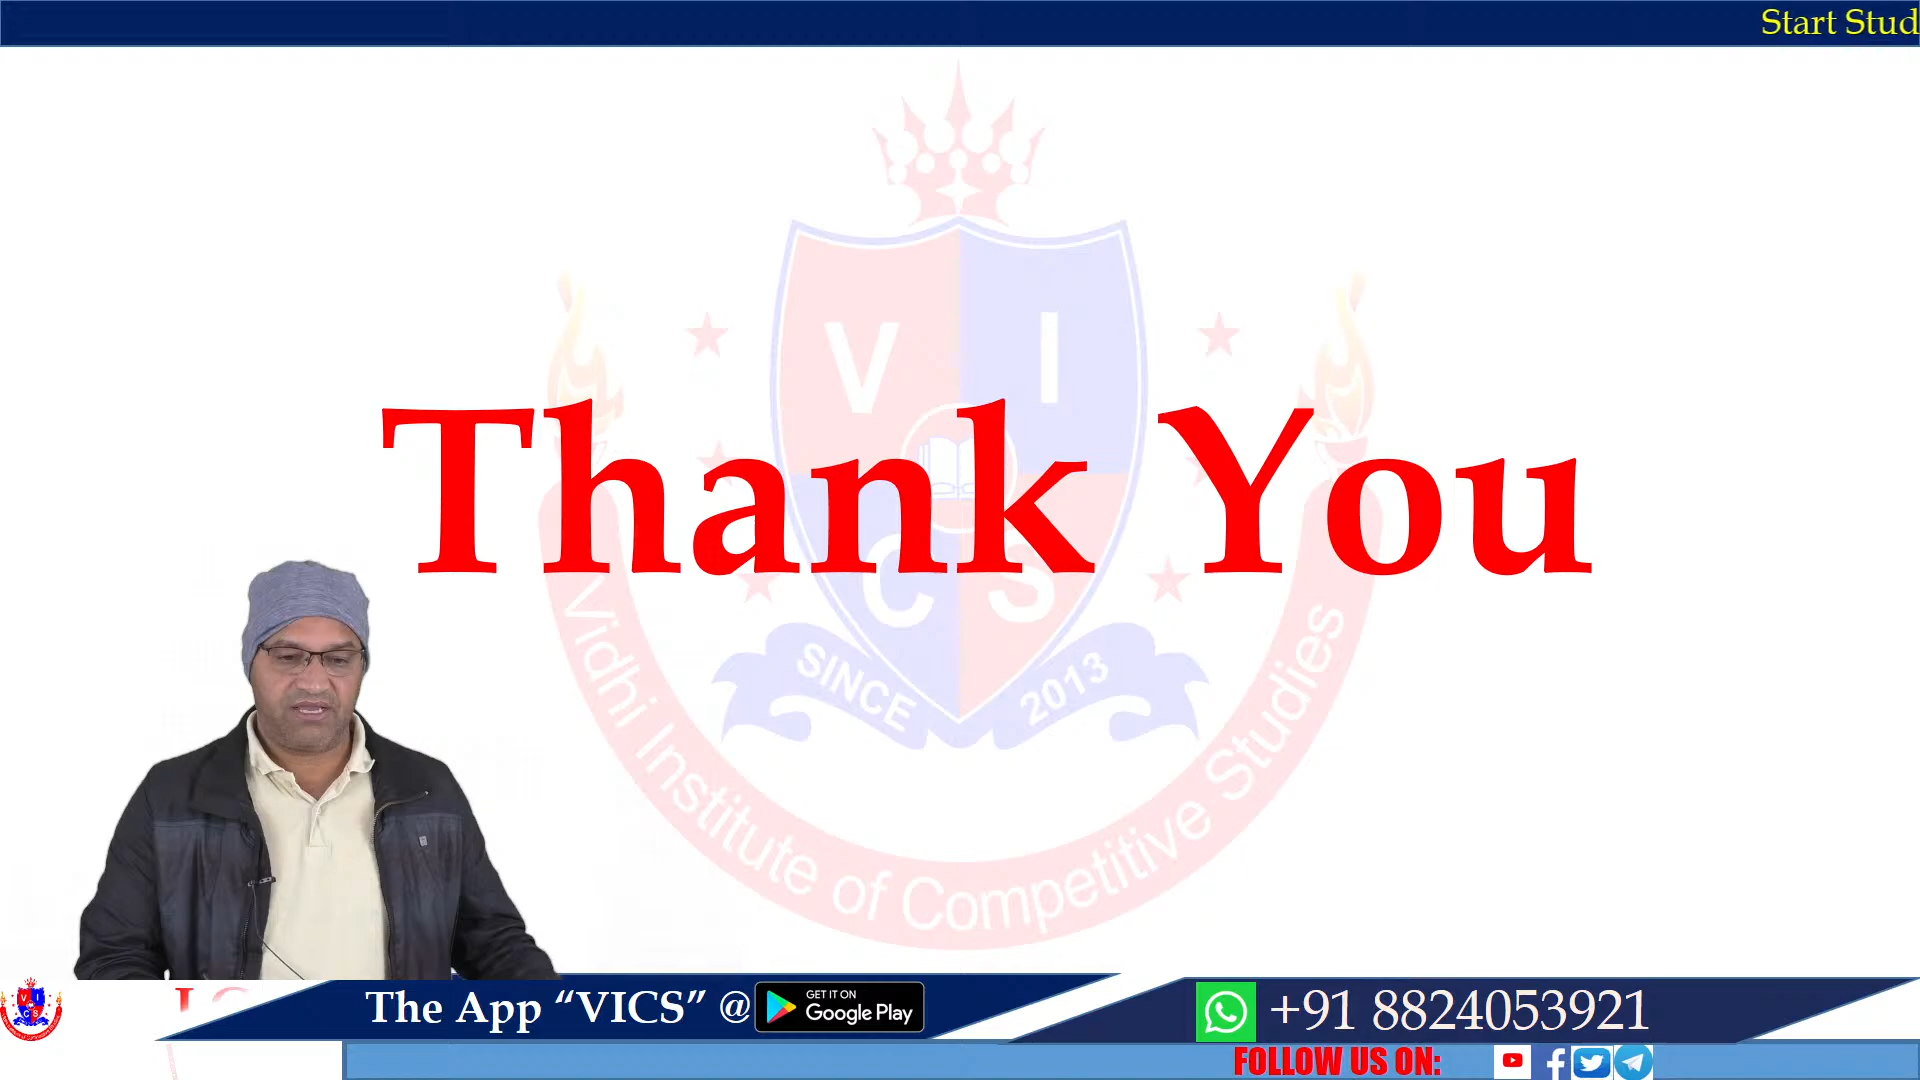 Start Stud
V I
C S
Thank You
SINCE 2013
Vidhi Institute of Competitive Studies
The App “VICS” @
GET IT ON
Google Play
+91 8824053921
FOLLOW US ON: